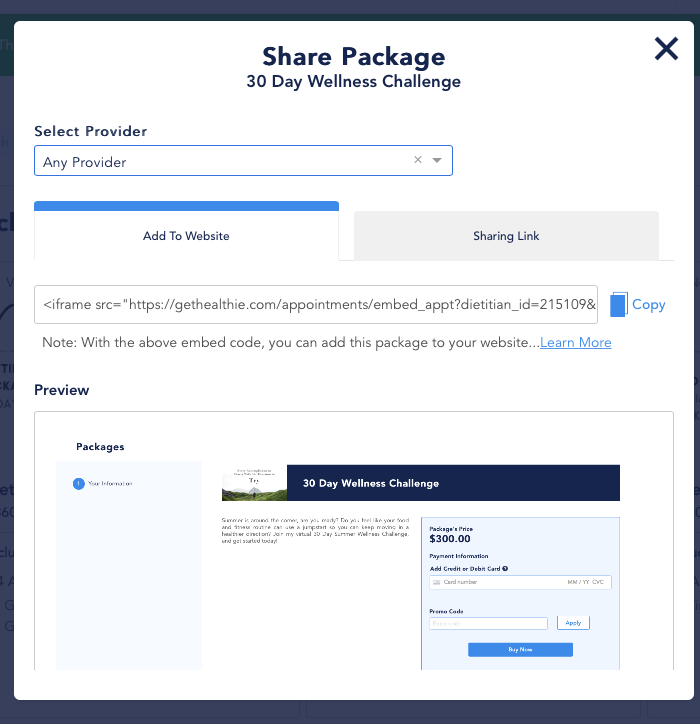 Share Package
30 Day Wellness Challenge
Select Provider
Any Provider
Add To Website
Sharing Link
<iframe src="https://gethealthie.com/appointments/embed_appt?dietitian_id=215109&
Copy
Note: With the above embed code, you can add this package to your website...Learn More
Preview
Packages
1 Your Information
Try
30 Day Wellness Challenge
Summer is around the corner, are you ready? Do you feel like your food
and fitness routine can use a jumpstart so you can keep moving in a
healthier direction? Join my virtual 30 Day Summer Wellness Challenge,
and get started today!
Package's Price
$300.00
Payment Information
Add Credit or Debit Card
Card number
MM / YY CVC
Promo Code
Apply
Buy Now